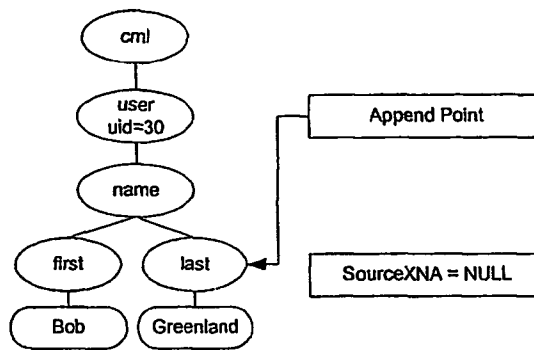 cml
user
uid=30
Append Point
name
first
last
SourceXNA = NULL
Bob
Greenland